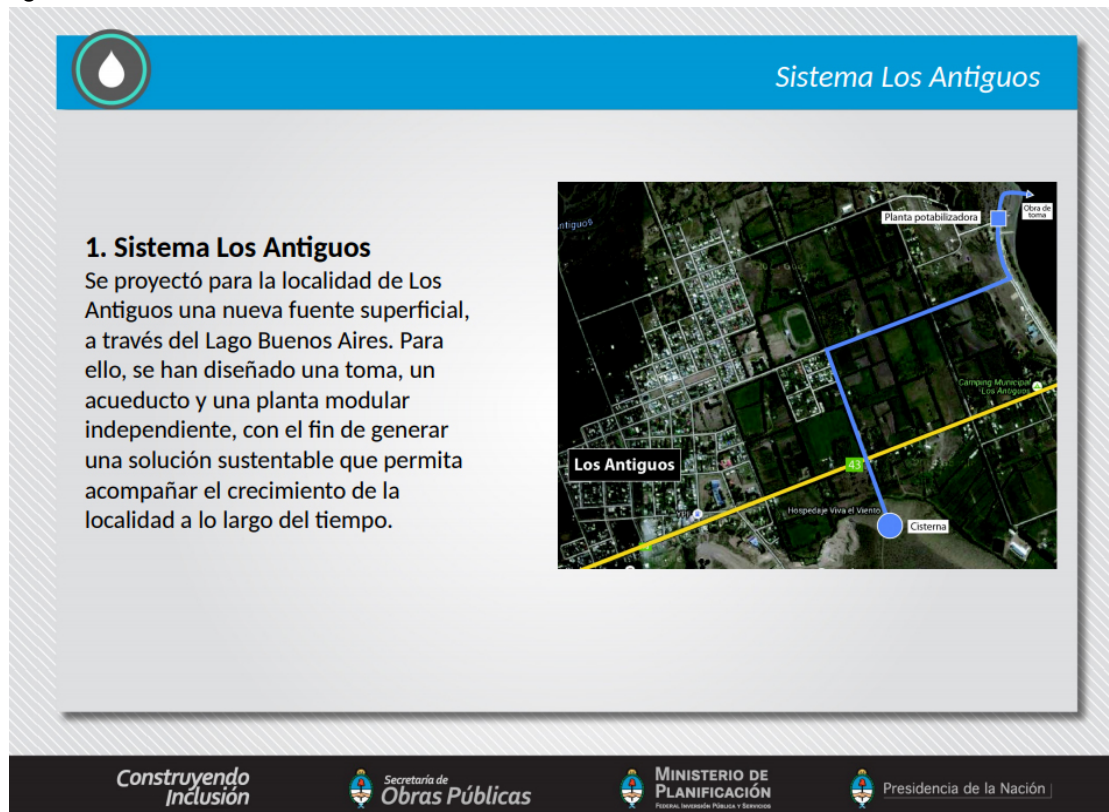 Sistema Los Antiguos
1. Sistema Los Antiguos
Se proyectó para la localidad de Los
Antiguos una nueva fuente superficial,
a través del Lago Buenos Aires. Para
ello, se han diseñado una toma, un
acueducto y una planta modular
independiente, con el fin de generar
una solución sustentable que permita
acompañar el crecimiento de la
localidad a lo largo del tiempo.
ntiguos
Planta potabilizadora
Obra de
toma
Camping Municipal
Los Antiguos
43
Los Antiguos
Hospedaje Viva el Viento
Cisterna
Construyendo
Inclusión
Secretaría de
Obras Públicas
MINISTERIO DE
PLANIFICACIÓN
FEDERAL, INVERSIÓN PÚBLICA Y SERVICIOS
Presidencia de la Nación